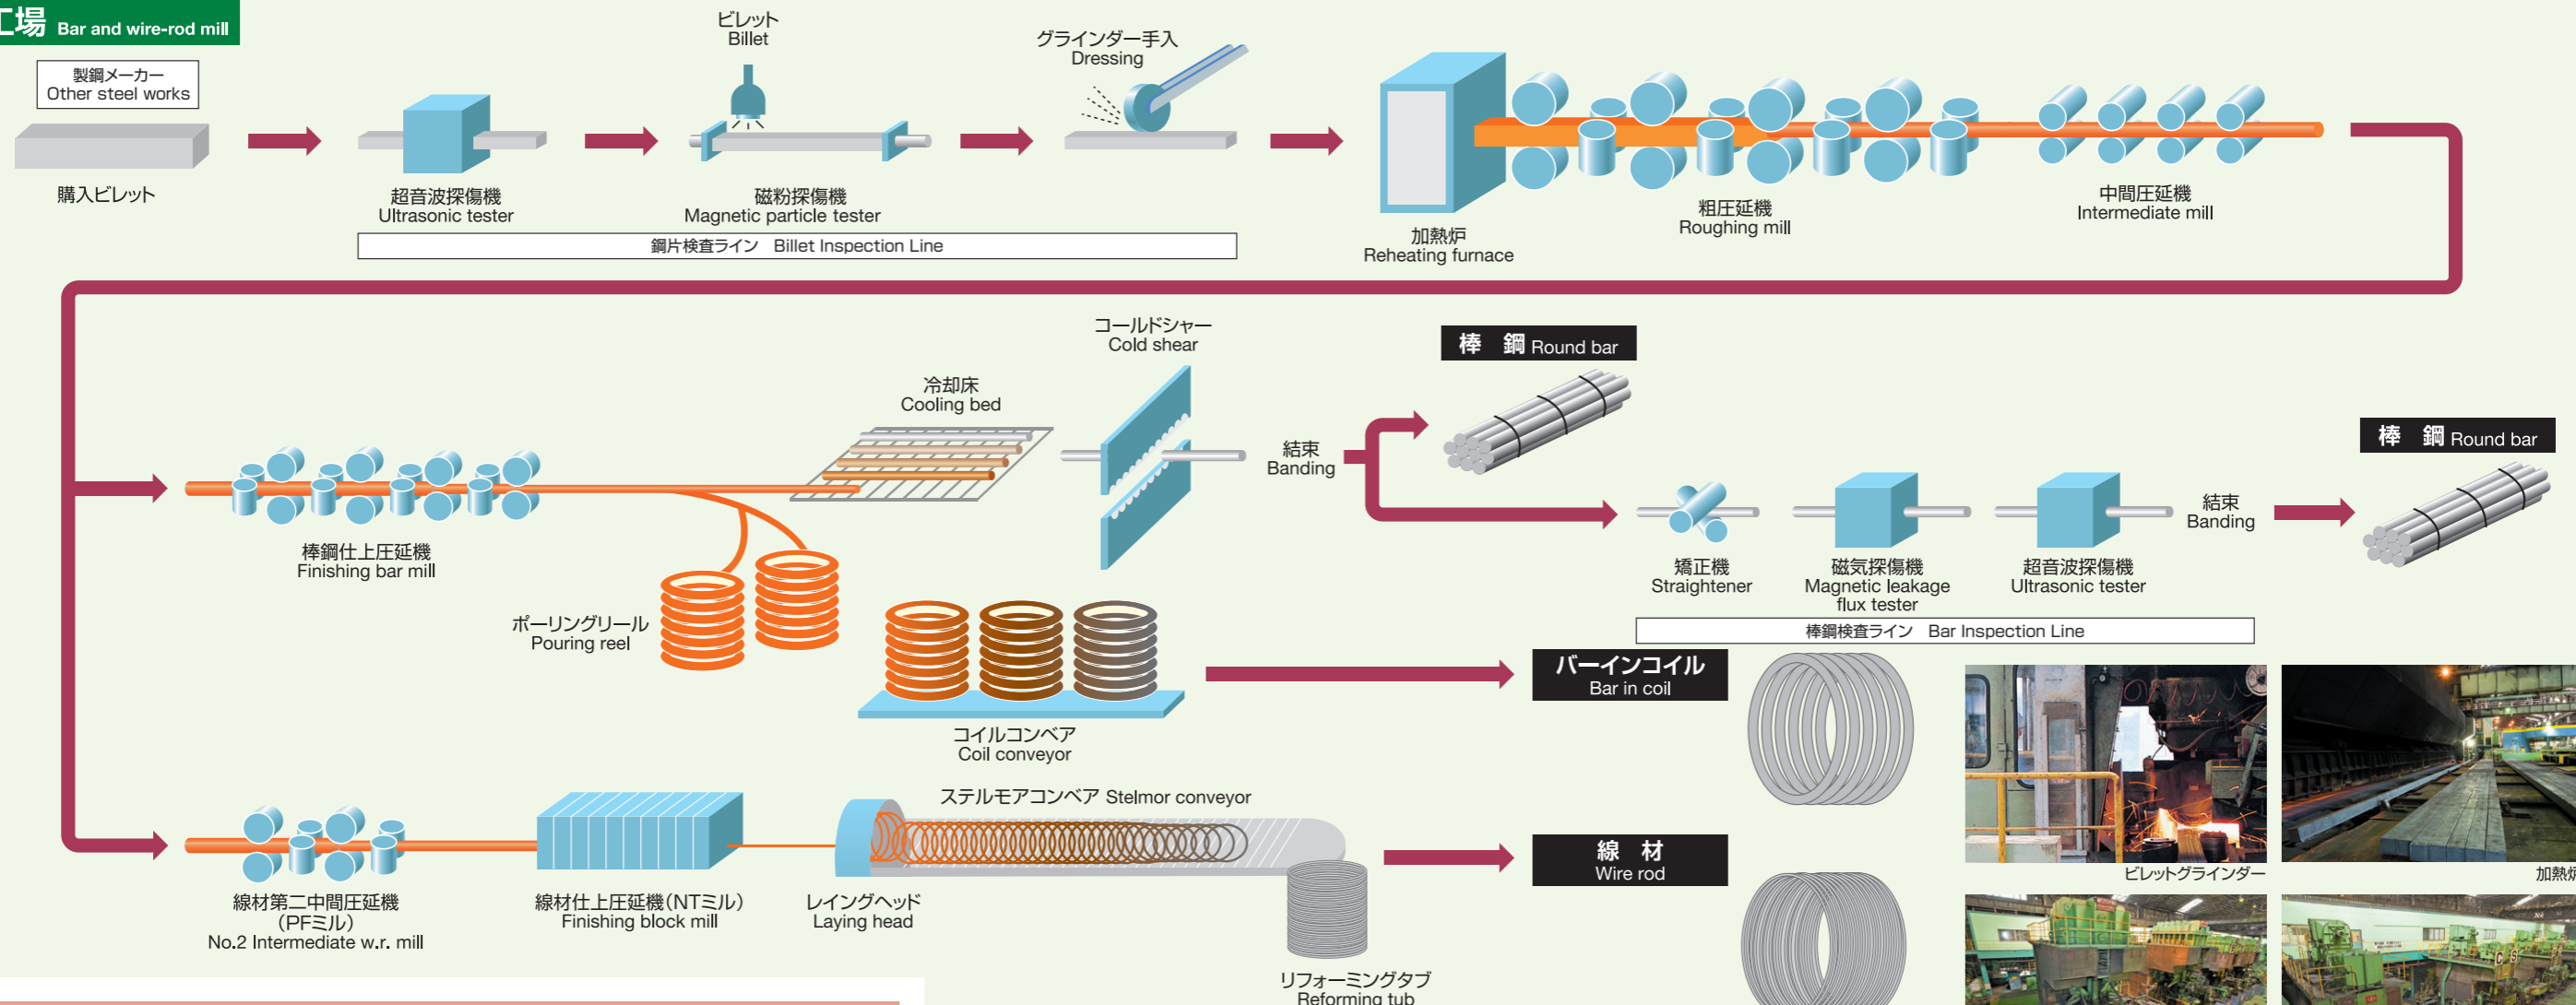 工場 Bar and wire-rod mill
製鋼メーカー
Other steel works
購入ビレット
超音波探傷機
Ultrasonic tester
ビレット
Billet
磁粉探傷機
Magnetic particle tester
グラインダー手入
Dressing
鋼片検査ライン Billet Inspection Line
加熱炉
Reheating furnace
粗圧延機
Roughing mill
中間圧延機
Intermediate mill
棒鋼仕上圧延機
Finishing bar mill
ポーリングリール
Pouring reel
冷却床
Cooling bed
コールドシャー
Cold shear
結束
Banding
棒 鋼 Round bar
矯正機
Straightener
磁気探傷機
Magnetic leakage
flux tester
超音波探傷機
Ultrasonic tester
結束
Banding
棒 鋼 Round bar
棒鋼検査ライン Bar Inspection Line
コイルコンベア
Coil conveyor
バーインコイル
Bar in coil
線材第二中間圧延機
(PFミル)
No.2 Intermediate w.r. mill
線材仕上圧延機(NTミル)
Finishing block mill
レイングヘッド
Laying head
ステルモアコンベア Stelmor conveyor
リフォーミングタブ
Reforming tub
線 材
Wire rod
ビレットグラインダー
加熱炉